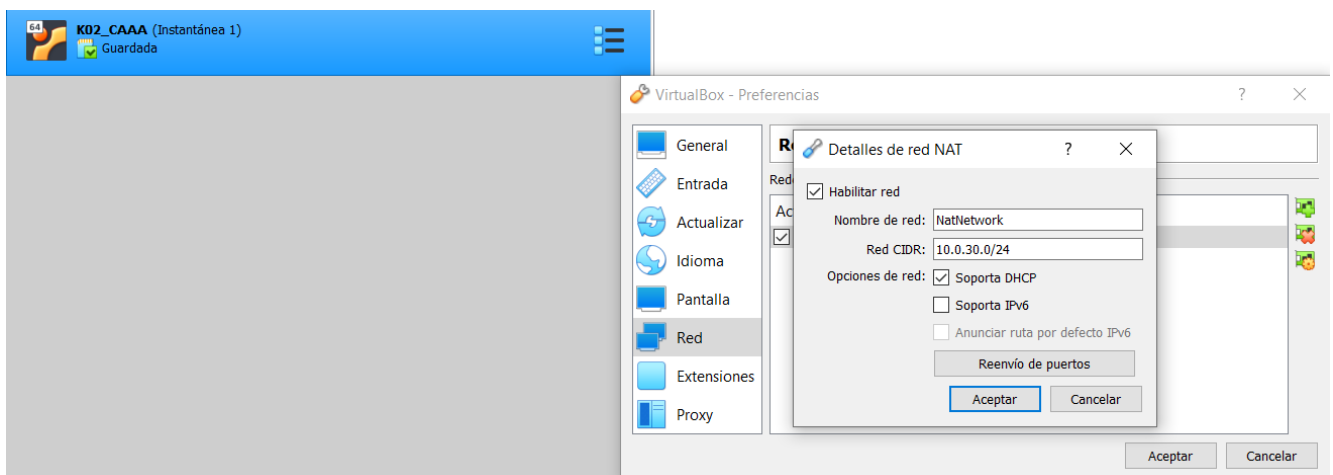 64
K02_CAAA (Instantánea 1)
Guardada
VirtualBox - Preferencias
? ×
General
Entrada
Actualizar
Idioma
Pantalla
Red
Extensiones
Proxy
Detalles de red NAT
? ×
Habilitar red
Nombre de red: NatNetwork
Red CIDR: 10.0.30.0/24
Opciones de red: Soporta DHCP
Soporta IPv6
Anunciar ruta por defecto IPv6
Reenvío de puertos
Aceptar Cancelar
Aceptar Cancelar